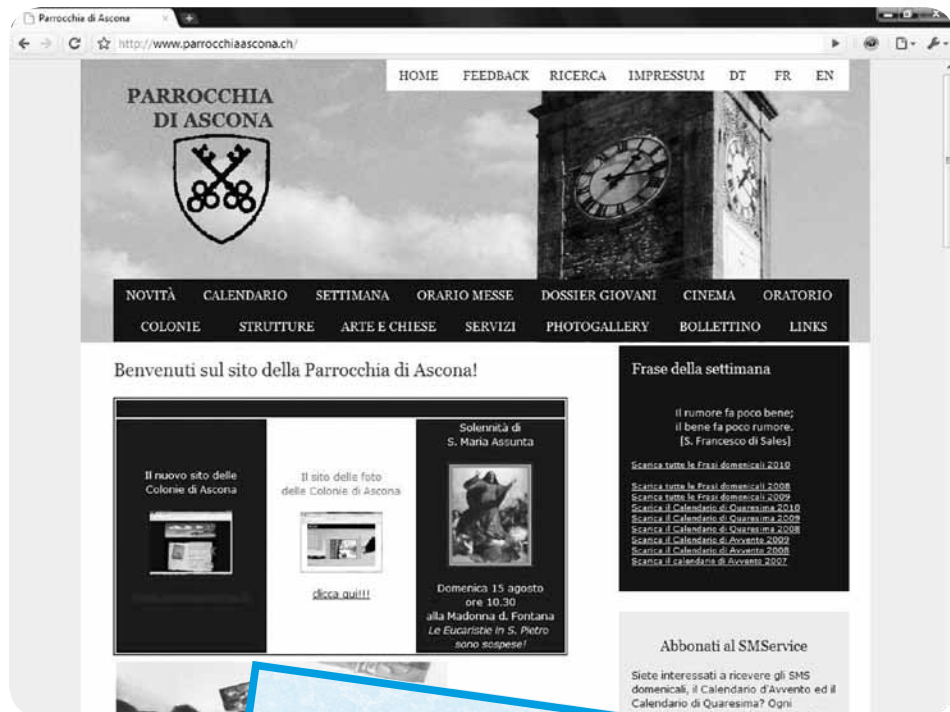 Parrocchia di Ascona
http://www.parrocchiaascona.ch/
HOME FEEDBACK RICERCA IMPRESSUM DT FR EN
PARROCCHIA
DI ASCONA
NOVITÀ CALENDARIO SETTIMANA ORARIO MESSE DOSSIER GIOVANI CINEMA ORATORIO
COLONIE STRUTTURE ARTE E CHIESE SERVIZI PHOTOGALLERY BOLLETTINO LINKS
Benvenuti sul sito della Parrocchia di Ascona!
Il nuovo sito delle
Colonie di Ascona
Il sito delle foto
delle Colonie di Ascona
clicca qui!!!
Solennità di
S. Maria Assunta
Domenica 15 agosto
ore 10.30
alla Madonna d. Fontana
Le Eucaristie in S. Pietro
sono sospese!
Frase della settimana
Il rumore fa poco bene;
il bene fa poco rumore.
[S. Francesco di Sales]
Scarica tutte le Frasi domenicali 2010
Scarica tutte le Frasi domenicali 2008
Scarica tutte le Frasi domenicali 2009
Scarica il Calendario di Quaresima 2010
Scarica il Calendario di Quaresima 2009
Scarica il Calendario di Quaresima 2008
Scarica il Calendario di Avvento 2009
Scarica il Calendario di Avvento 2008
Scarica il calendario di Avvento 2007
Abbonati al SMService
Siete interessati a ricevere gli SMS
domenicali, il Calendario d'Avvento ed il
Calendario di Quaresima? Ogni